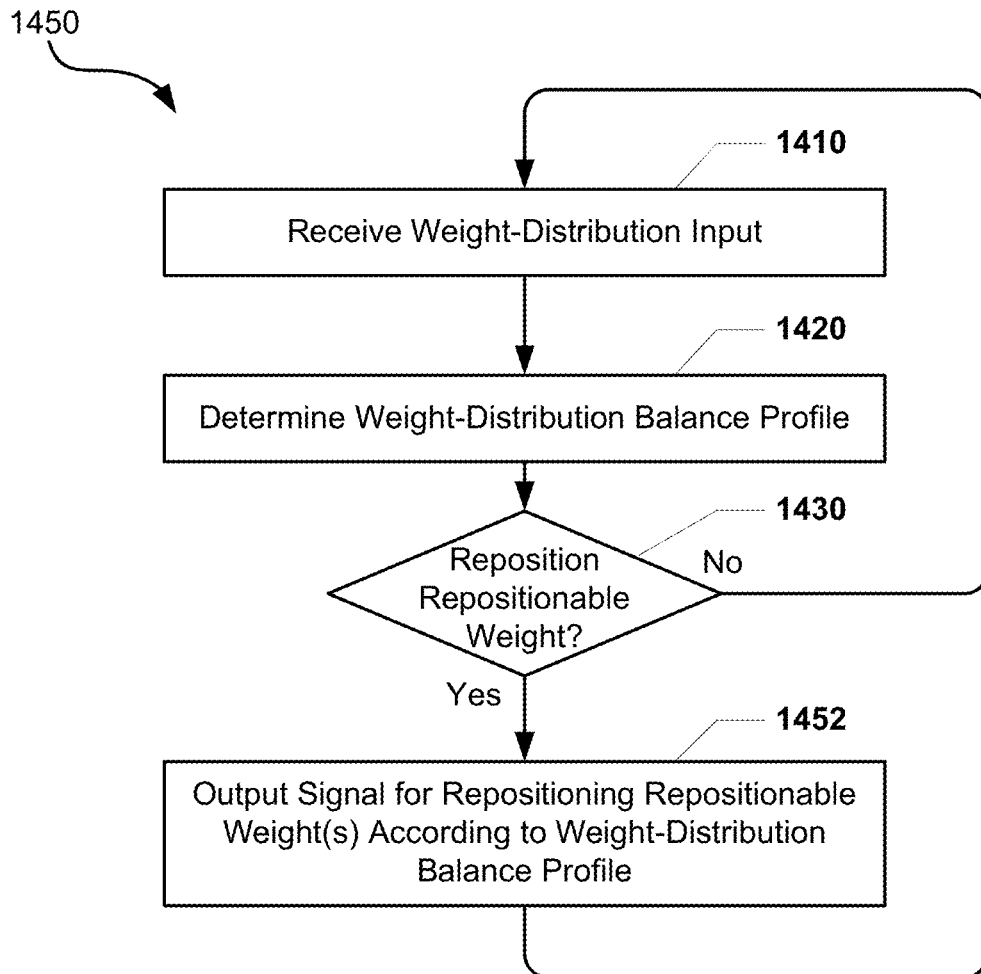 1450
1410
Receive Weight-Distribution Input
1420
Determine Weight-Distribution Balance Profile
1430
Reposition
Repositionable
Weight?
No
Yes
1452
Output Signal for Repositioning Repositionable
Weight(s) According to Weight-Distribution
Balance Profile